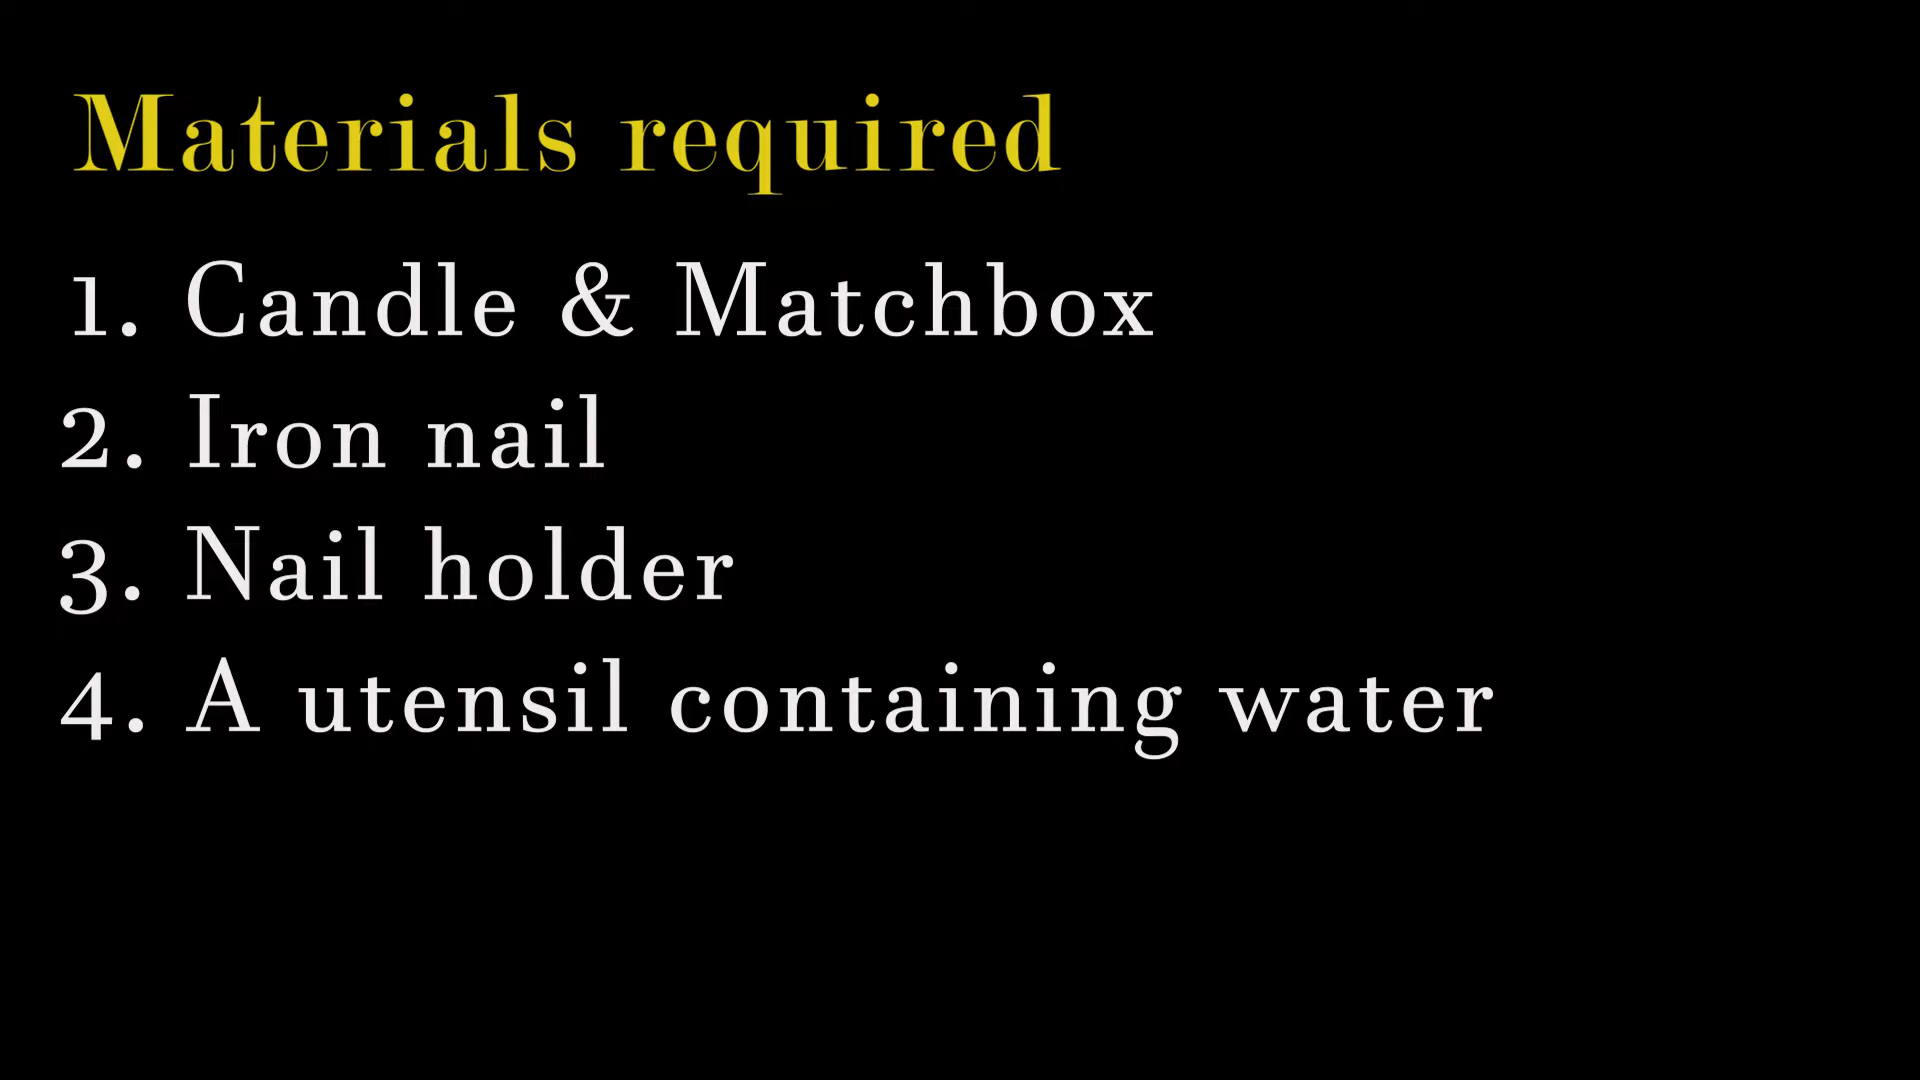 Materials required
1. Candle & Matchbox
2. Iron nail
3. Nail holder
4. A utensil containing water